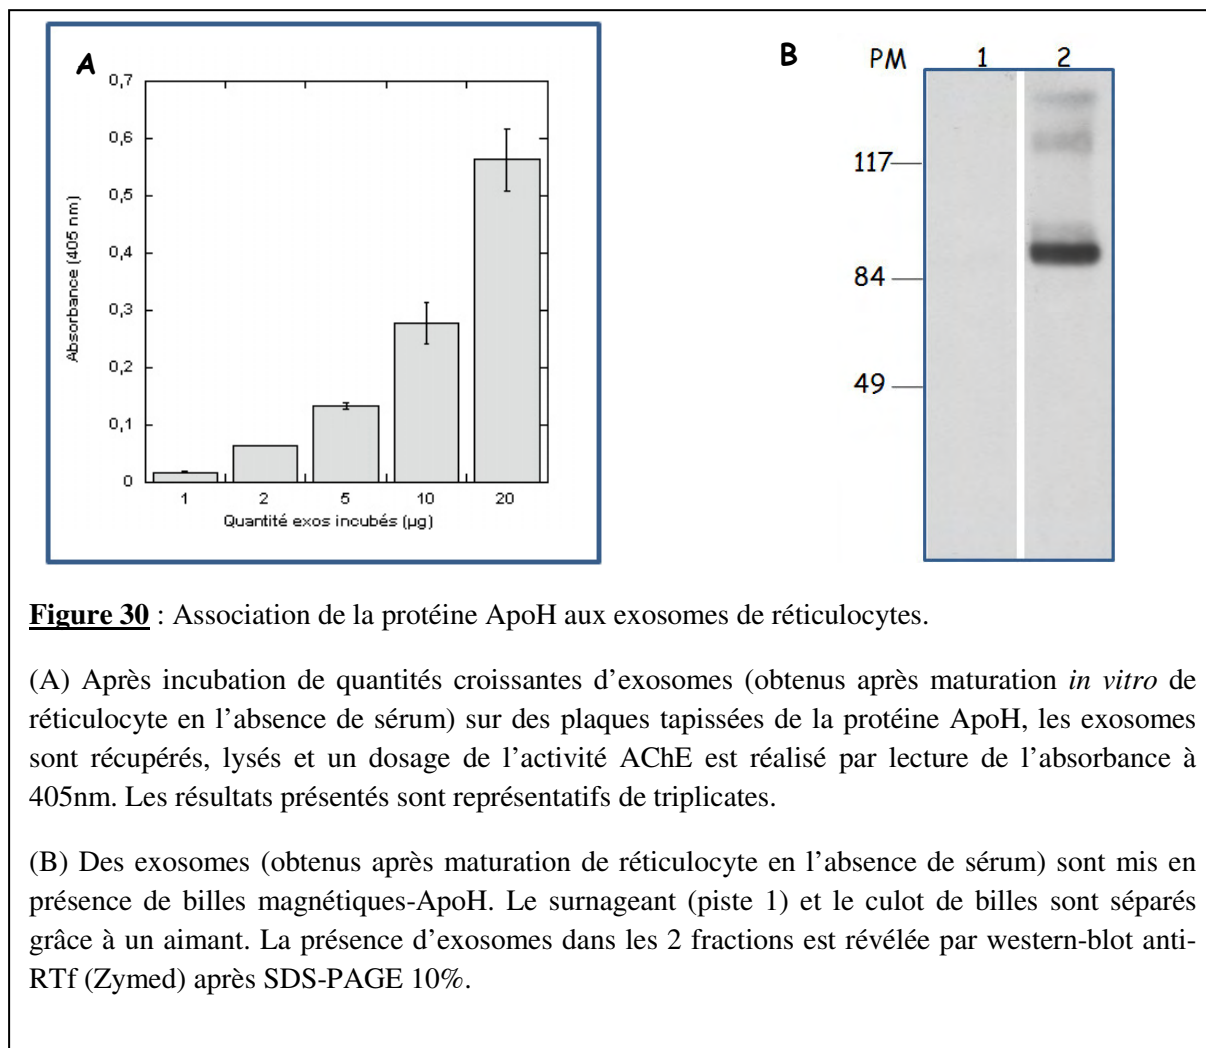 A
0,7
0,6
0,5
0,4
0,3
0,2
0,1
0
Absorbance (405 nm)
1 2 5 10 20
Quantité exos incubés (µg)
B PM 1 2
117
84
49
Figure 30 : Association de la protéine ApoH aux exosomes de réticulocytes.
(A) Après incubation de quantités croissantes d’exosomes (obtenus après maturation in vitro de
réticulocyte en l’absence de sérum) sur des plaques tapissées de la protéine ApoH, les exosomes
sont récupérés, lysés et un dosage de l’activité AChE est réalisé par lecture de l’absorbance à
405nm. Les résultats présentés sont représentatifs de triplicates.
(B) Des exosomes (obtenus après maturation de réticulocyte en l’absence de sérum) sont mis en
présence de billes magnétiques-ApoH. Le surnageant (piste 1) et le culot de billes sont séparés
grâce à un aimant. La présence d’exosomes dans les 2 fractions est révélée par western-blot anti-
RTf (Zymed) après SDS-PAGE 10%.